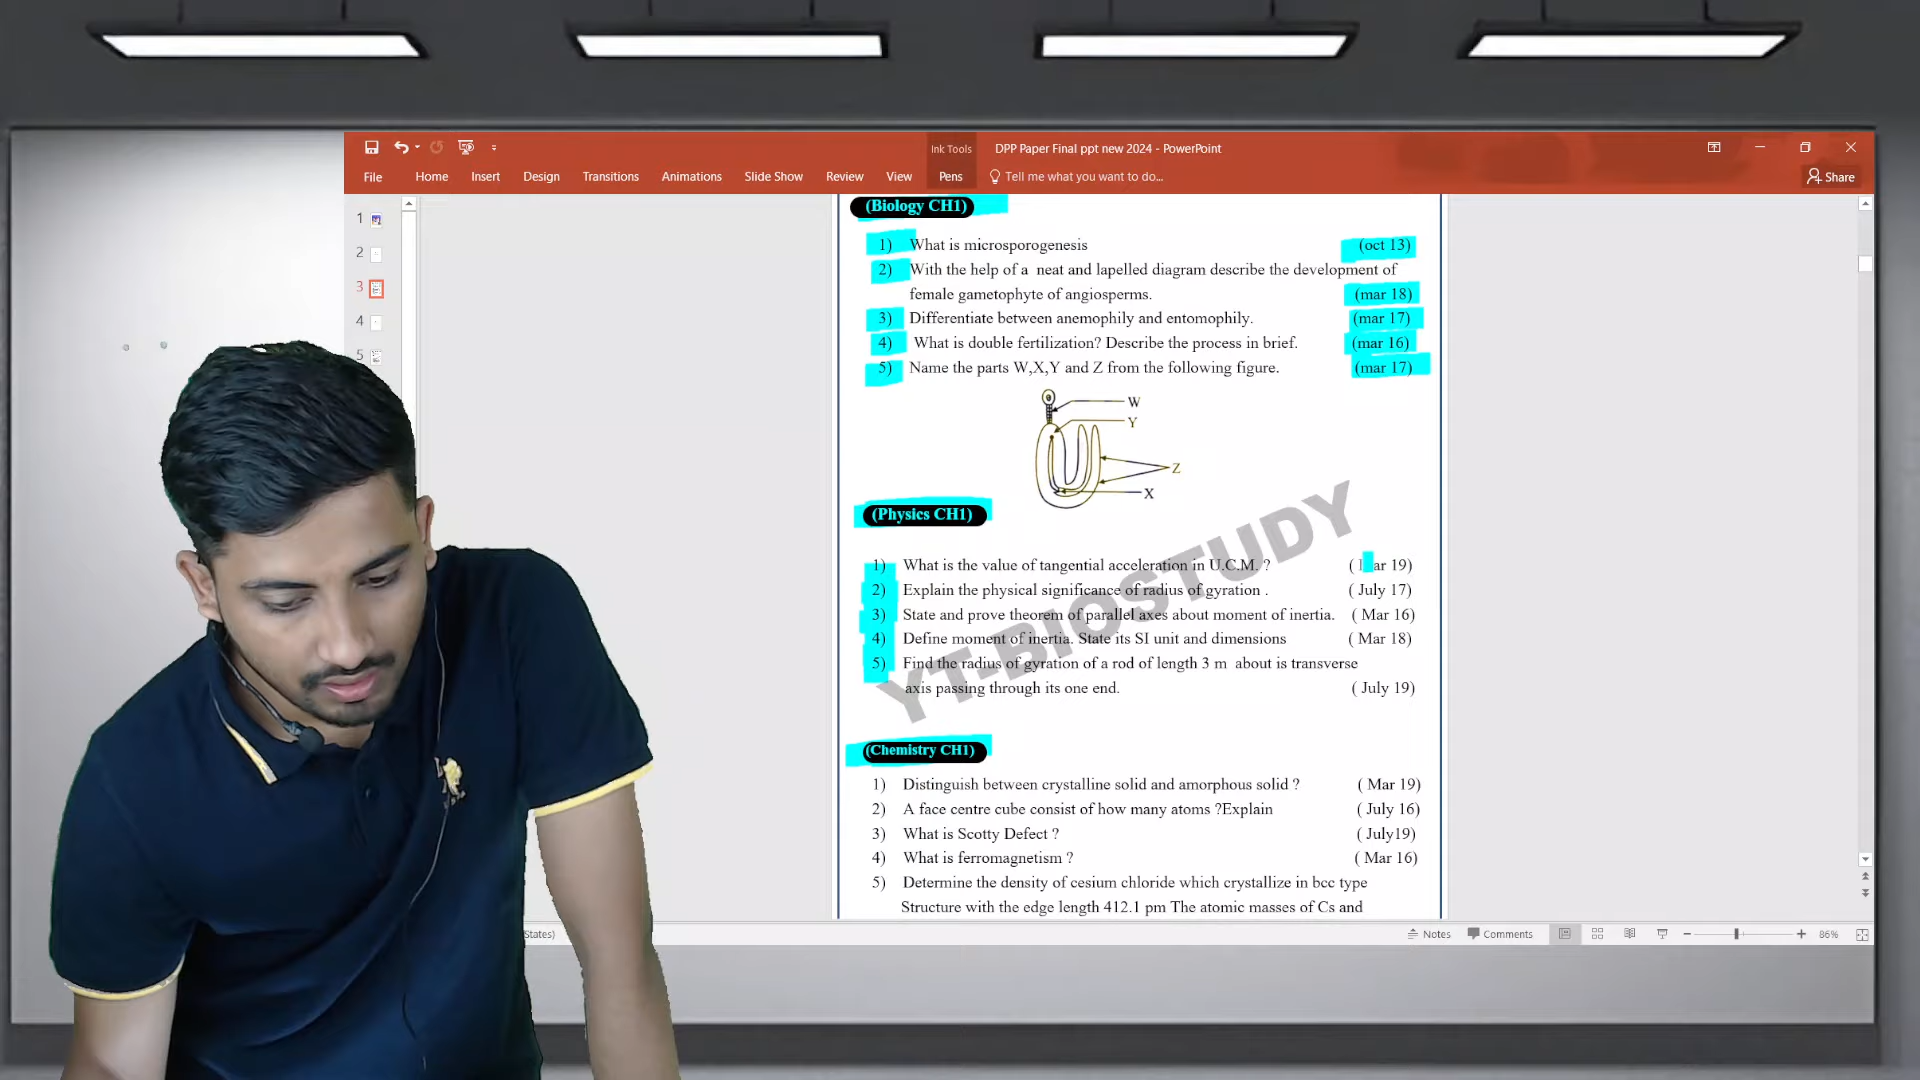 Ink Tools
DPP Paper Final ppt new 2024 - PowerPoint
File Home Insert Design Transitions Animations Slide Show Review View Pens Tell me what you want to do... Share
1
2
3
4
5
(Biology CH1)
1) What is microsporogenesis (oct 13)
2) With the help of a neat and lapelled diagram describe the development of
female gametophyte of angiosperms. (mar 18)
3) Differentiate between anemophily and entomophily. (mar 17)
4) What is double fertilization? Describe the process in brief. (mar 16)
5) Name the parts W,X,Y and Z from the following figure. (mar 17)
W
Y
Z
X
(Physics CH1)
1) What is the value of tangential acceleration in U.C.M. ? ( ar 19)
2) Explain the physical significance of radius of gyration . ( July 17)
3) State and prove theorem of parallel axes about moment of inertia. ( Mar 16)
4) Define moment of inertia. State its SI unit and dimensions ( Mar 18)
5) Find the radius of gyration of a rod of length 3 m about is transverse
axis passing through its one end. ( July 19)
YT-BIOSTUDY
(Chemistry CH1)
1) Distinguish between crystalline solid and amorphous solid ? ( Mar 19)
2) A face centre cube consist of how many atoms ?Explain ( July 16)
3) What is Scotty Defect ? ( July19)
4) What is ferromagnetism ? ( Mar 16)
5) Determine the density of cesium chloride which crystallize in bcc type
Structure with the edge length 412.1 pm The atomic masses of Cs and
States) Notes Comments 86%